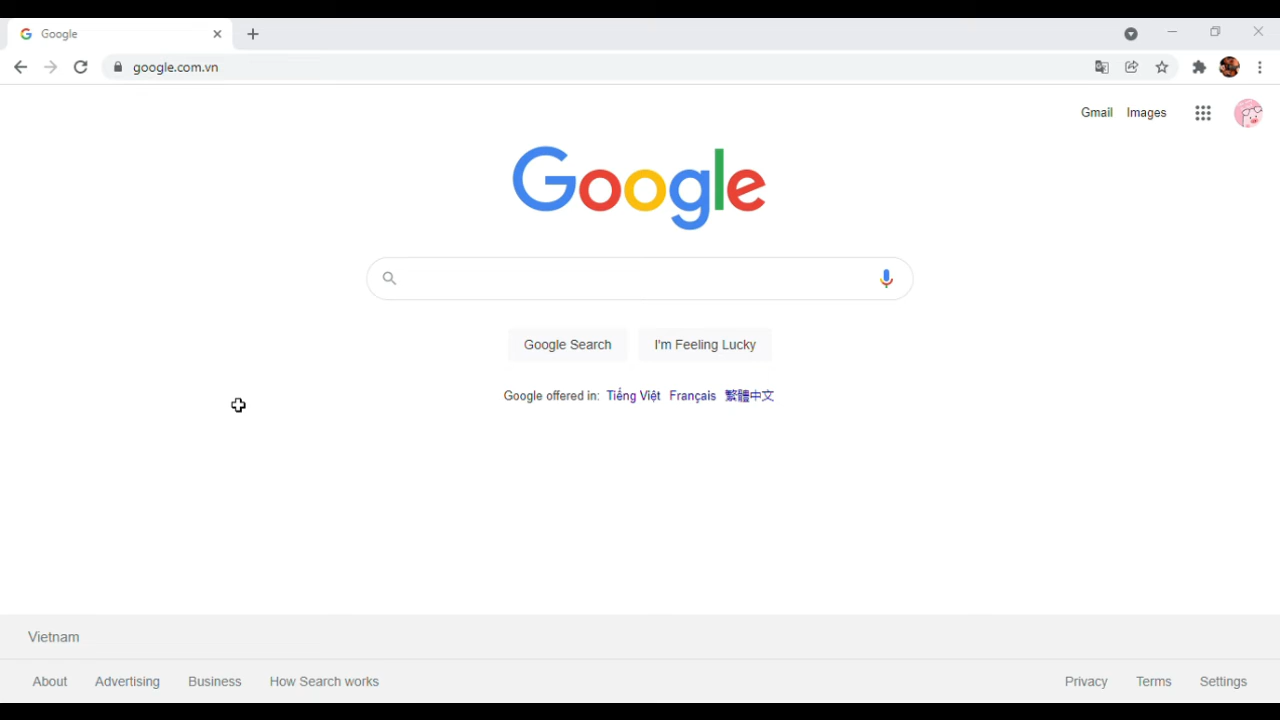 Google
google.com.vn
Gmail Images
Google
Google Search I'm Feeling Lucky
Google offered in: Tiếng Việt Français 繁體中文
Vietnam
About Advertising Business How Search works Privacy Terms Settings